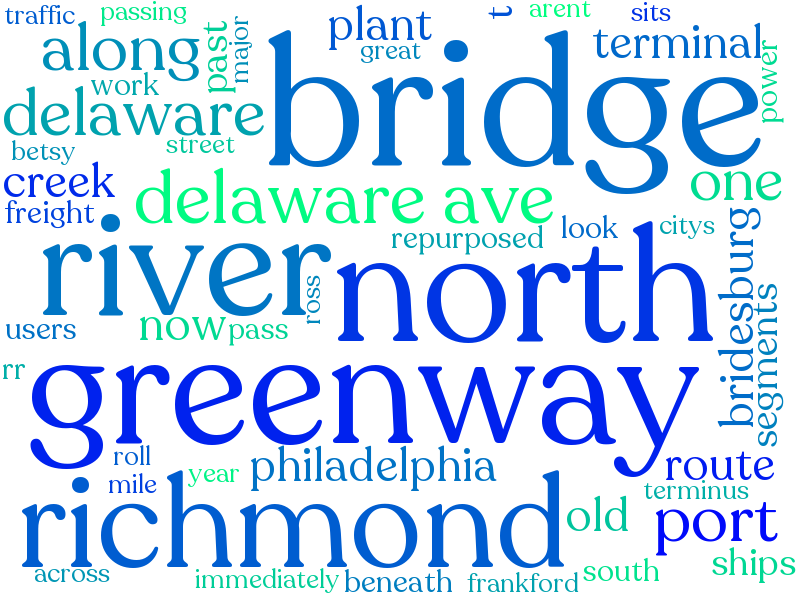 traffic
passing
along
past
major
plant
great
t
arent
sits
terminal
power
work
delaware
bridge
betsy
street
creek
freight
delaware ave
one
river
repurposed
look
citys
bridesburg
segments
users
now
pass
ross
north
rr
greenway
roll
mile
year
philadelphia
route
terminus
richmond
old
port
across
immediately
beneath
frankford
south
ships